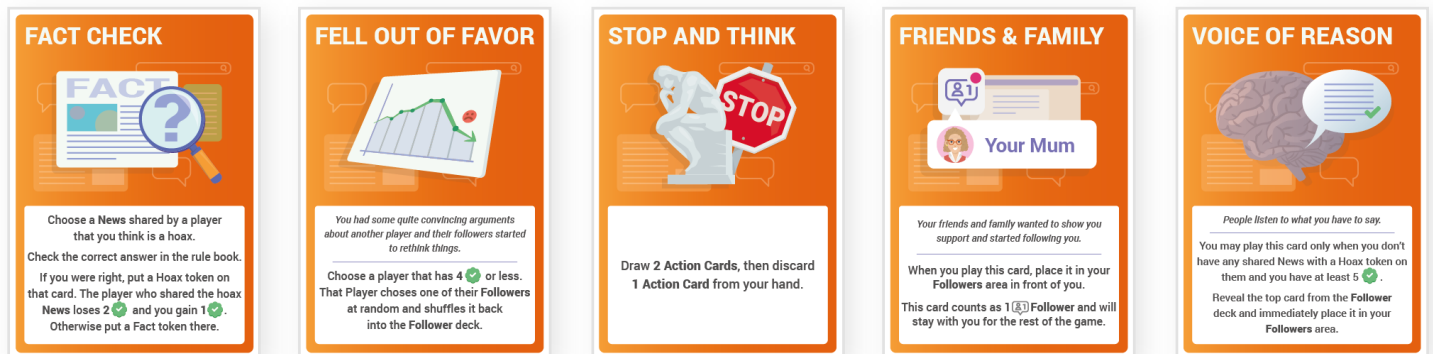 FACT CHECK
FACT
?
Choose a News shared by a player
that you think is a hoax.
Check the correct answer in the rule book.
If you were right, put a Hoax token on
that card. The player who shared the hoax
News loses 2 and you gain 1 .
Otherwise put a Fact token there.
FELL OUT OF FAVOR
You had some quite convincing arguments
about another player and their followers started
to rethink things.
Choose a player that has 4 or less.
That Player choses one of their Followers
at random and shuffles it back
into the Follower deck.
STOP AND THINK
STOP
Draw 2 Action Cards, then discard
1 Action Card from your hand.
FRIENDS & FAMILY
1
Your Mum
Your friends and family wanted to show you
support and started following you.
When you play this card, place it in your
Followers area in front of you.
This card counts as 1 1 Follower and will
stay with you for the rest of the game.
VOICE OF REASON
People listen to what you have to say.
You may play this card only when you don't
have any shared News with a Hoax token on
them and you have at least 5 .
Reveal the top card from the Follower
deck and immediately place it in your
Followers area.